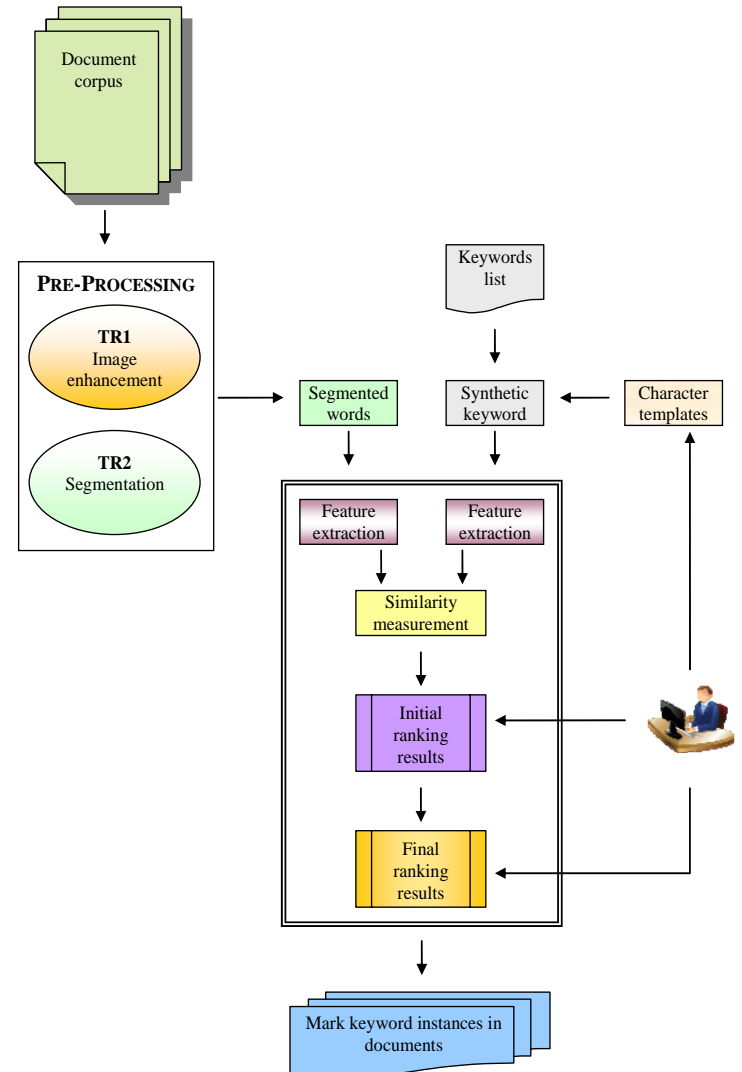 Document
corpus
PRE-PROCESSING
TR1
Image
enhancement
TR2
Segmentation
Keywords
list
Segmented
words
Synthetic
keyword
Character
templates
Feature
extraction
Feature
extraction
Similarity
measurement
Initial
ranking
results
Final
ranking
results
Mark keyword instances in
documents